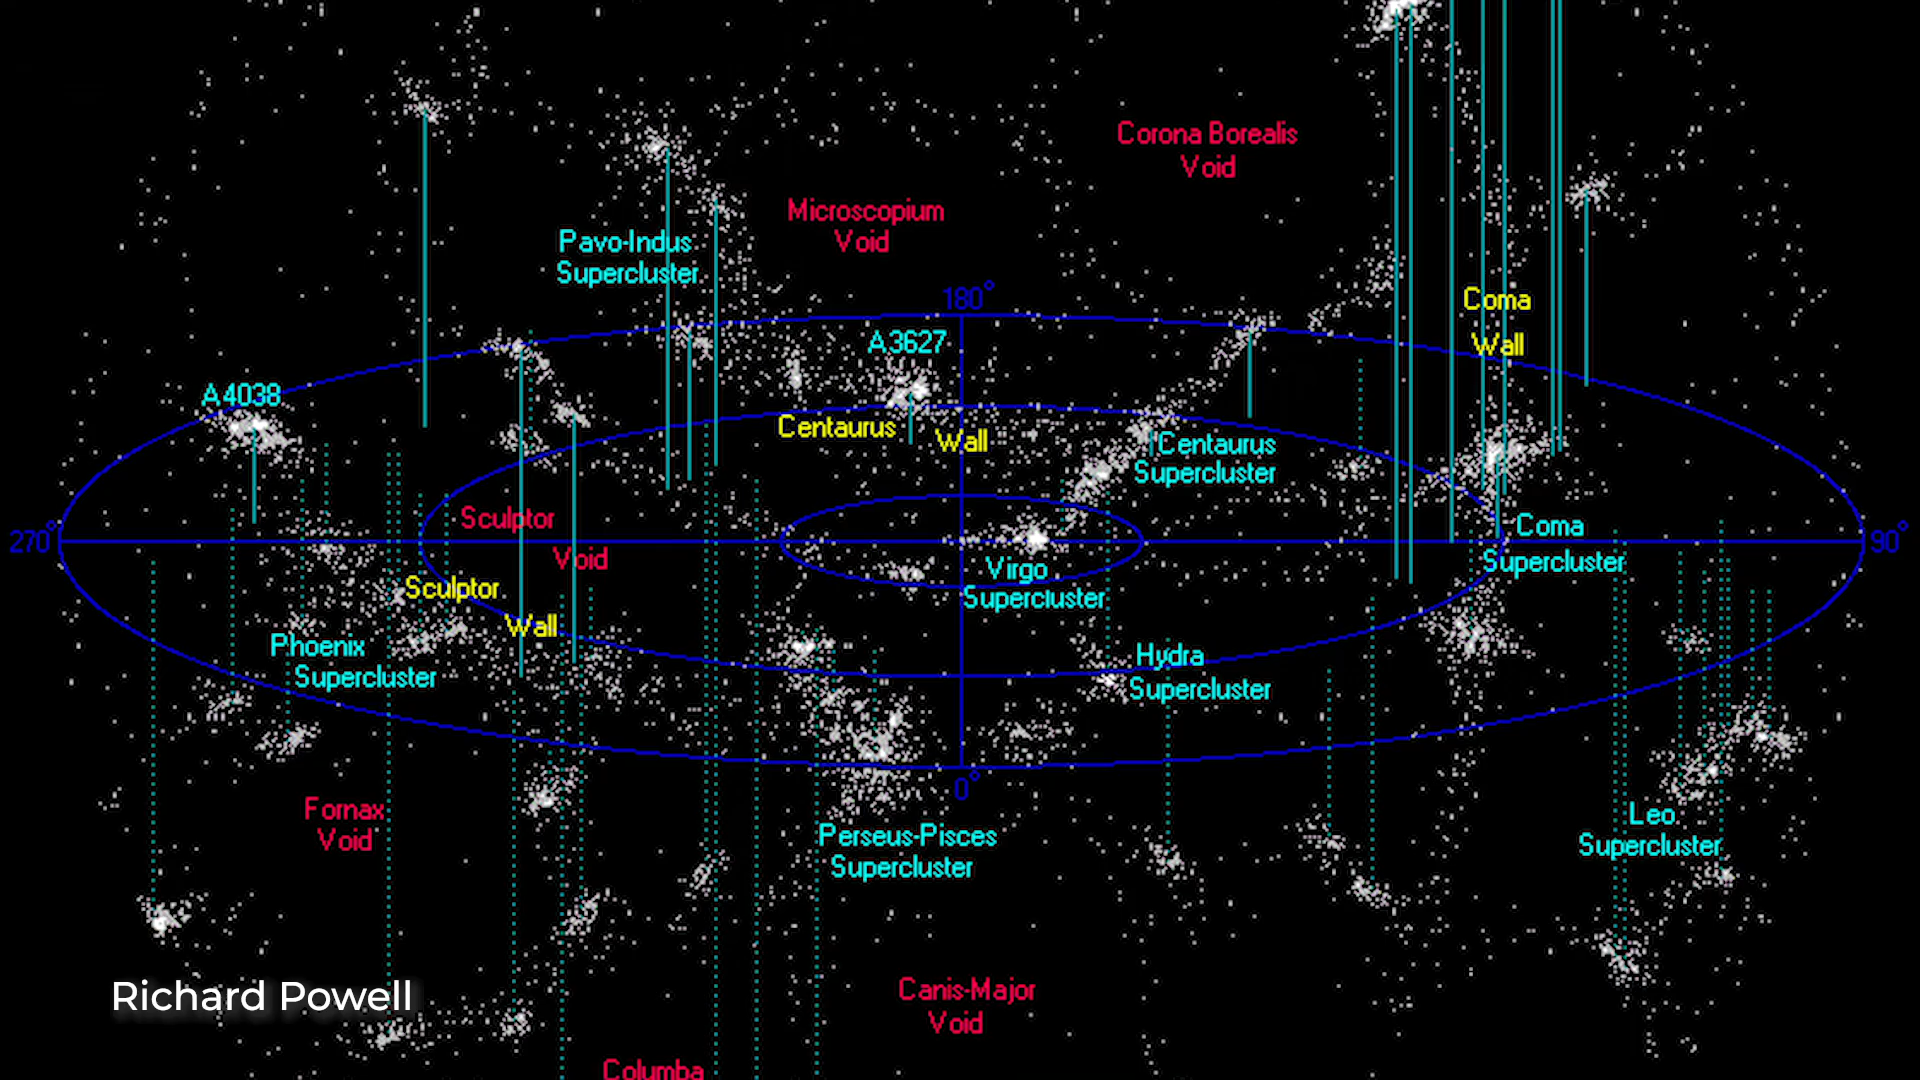 Corona Borealis
Void
Microscopium
Void
Pavo-Indus
Supercluster
180°
Coma
Wall
A3627
A4038
Centaurus
Wall
Centaurus
Supercluster
Sculptor
Void
270°
90°
Coma
Supercluster
Virgo
Supercluster
Sculptor
Wall
Phoenix
Supercluster
Hydra
Supercluster
0°
Fornax
Void
Perseus-Pisces
Supercluster
Leo
Supercluster
Richard Powell
Canis-Major
Void
Columba